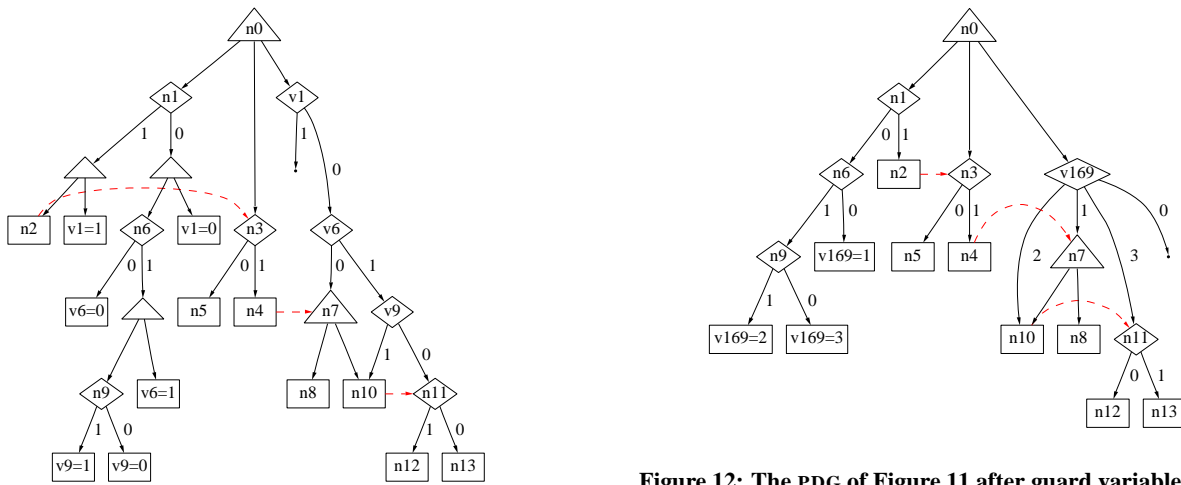 n0
n1
v1
1
0
1
0
n2
v1=1
n6
v1=0
n3
v6
0
1
0
1
0
1
v6=0
n5
n4
n7
v9
1
0
n9
v6=1
n8
n10
n11
1
0
1
0
v9=1
v9=0
n12
n13
n0
n1
0
1
n6
n2
n3
v169
1
0
0
1
2
1
3
0
n9
v169=1
n5
n4
n7
1
0
v169=2
v169=3
n10
n8
n11
0
1
n12
n13
Figure 12: The PDG of Figure 11 after guard variable